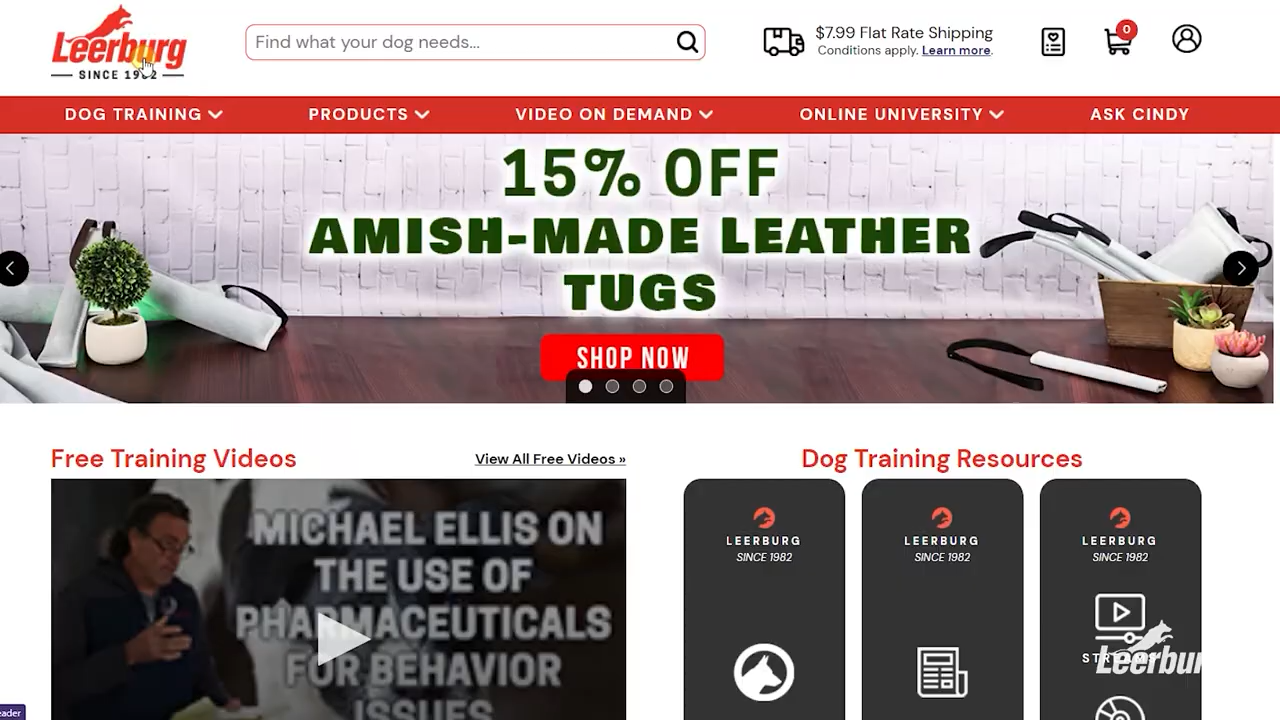 Leerburg
SINCE 1982
Find what your dog needs...
$7.99 Flat Rate Shipping
Conditions apply. Learn more.
0
DOG TRAINING
PRODUCTS
VIDEO ON DEMAND
ONLINE UNIVERSITY
ASK CINDY
15% OFF
AMISH-MADE LEATHER
TUGS
SHOP NOW
Free Training Videos
View All Free Videos »
Dog Training Resources
MICHAEL ELLIS ON
THE USE OF
PHARMACEUTICALS
FOR BEHAVIOR
ISSUES
LEERBURG
SINCE 1982
LEERBURG
SINCE 1982
LEERBURG
SINCE 1982